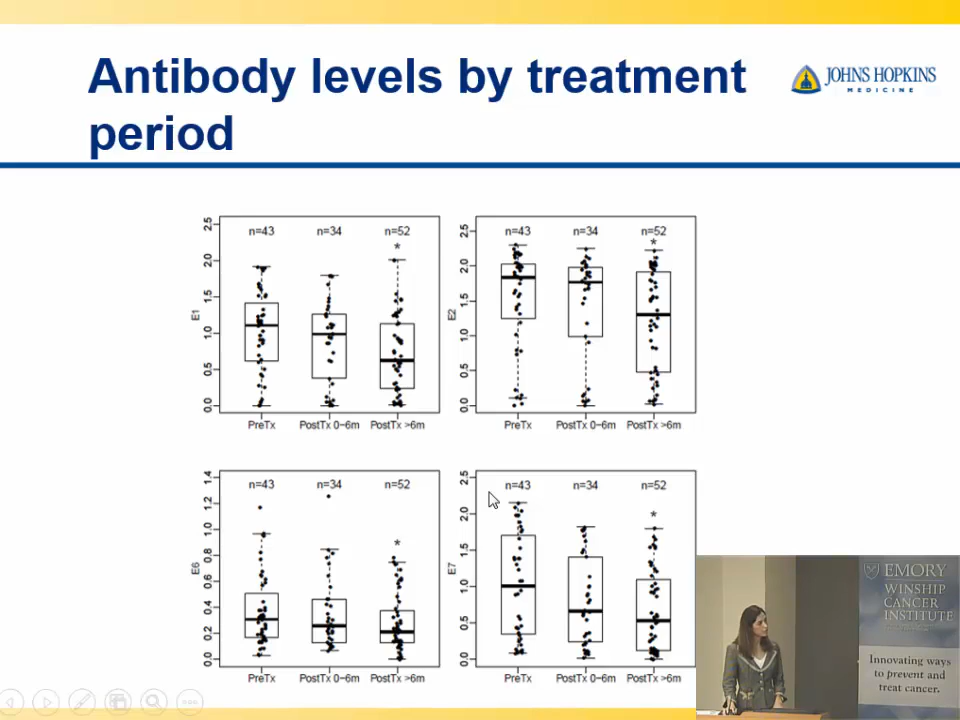 Antibody levels by treatment
period
JOHNS HOPKINS
MEDICINE
E1
2.5
2.0
1.5
1.0
0.5
0.0
n=43 n=34 n=52
*
PreTx PostTx 0−6m PostTx >6m
E2
2.5
2.0
1.5
1.0
0.5
0.0
n=43 n=34 n=52
*
PreTx PostTx 0−6m PostTx >6m
E6
1.4
1.2
1.0
0.8
0.6
0.4
0.2
0.0
n=43 n=34 n=52
*
PreTx PostTx 0−6m PostTx >6m
E7
2.5
2.0
1.5
1.0
0.5
0.0
n=43 n=34 n=52
*
PreTx PostTx 0−6m PostTx >6m
EMORY
WINSHIP
CANCER
INSTITUTE
Innovating ways
to prevent and
treat cancer.